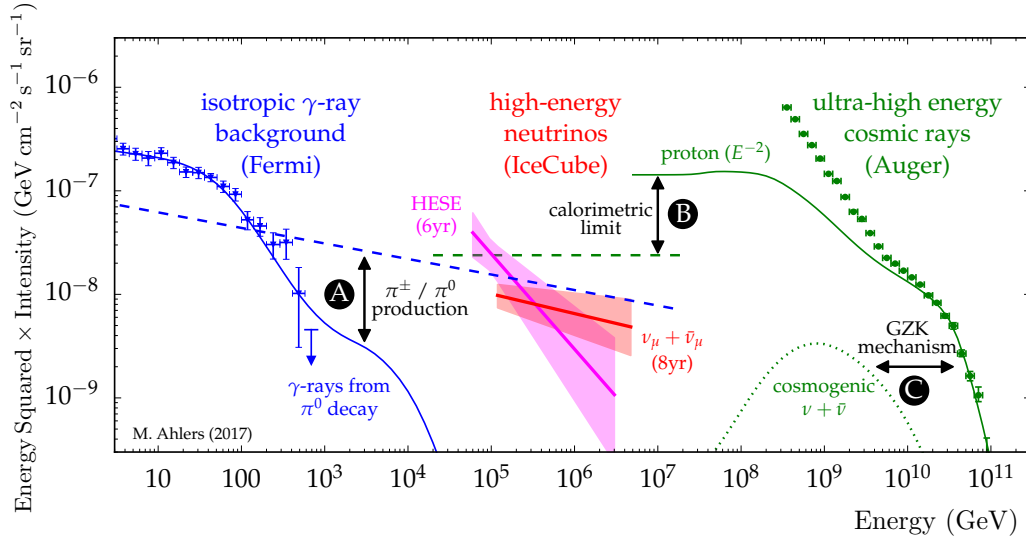 Energy Squared × Intensity (GeV cm⁻² s⁻¹ sr⁻¹)
10⁻⁶
10⁻⁷
10⁻⁸
10⁻⁹
isotropic γ-ray
background
(Fermi)
high-energy
neutrinos
(IceCube)
ultra-high energy
cosmic rays
(Auger)
proton (E⁻²)
HESE
(6yr)
calorimetric
limit
B
A
π± / π⁰
production
γ-rays from
π⁰ decay
νμ + ν̄μ
(8yr)
GZK
mechanism
C
cosmogenic
ν + ν̄
M. Ahlers (2017)
10
100
10³
10⁴
10⁵
10⁶
10⁷
10⁸
10⁹
10¹⁰
10¹¹
Energy (GeV)